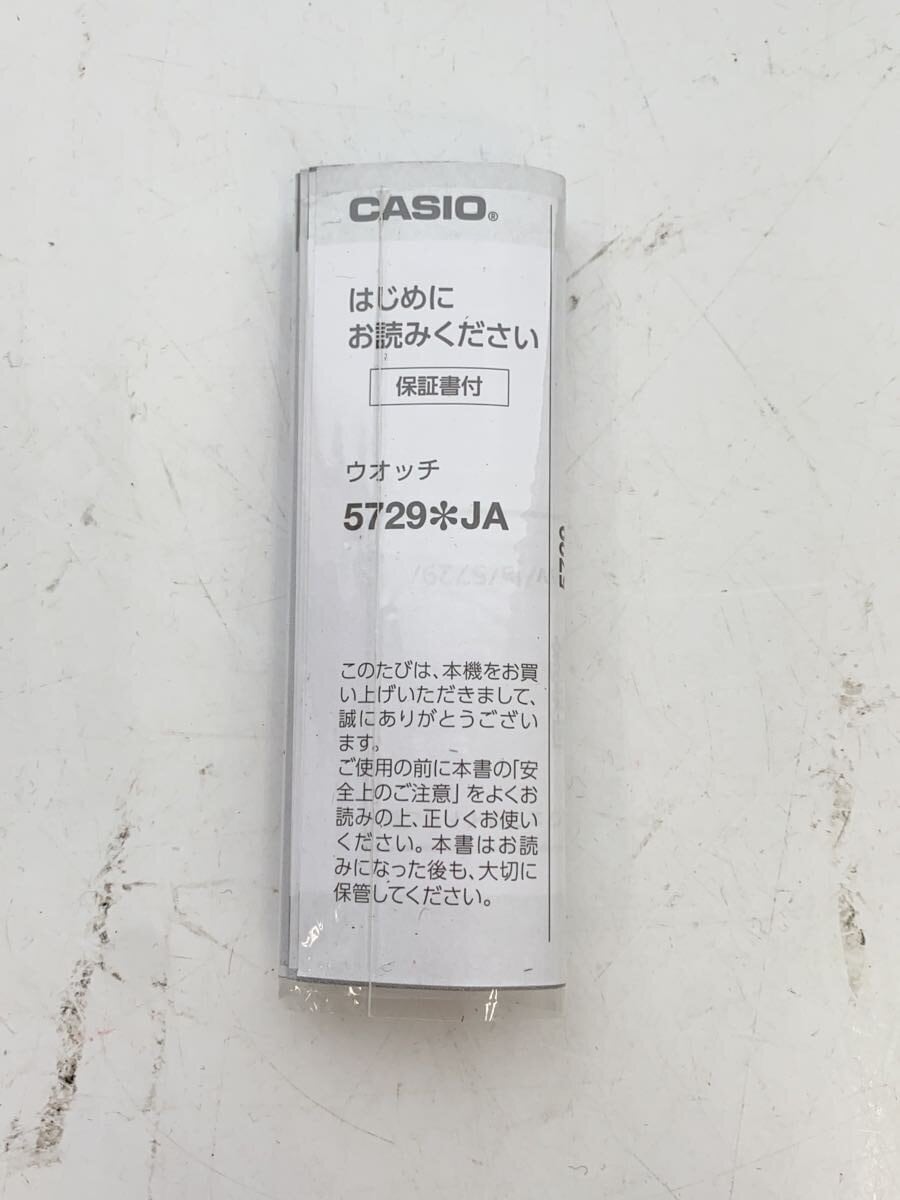 CASIO®
はじめに
お読みください
保証書付
ウオッチ
5729✽JA
このたびは、本機をお買
い上げいただきまして、
誠にありがとうござい
ます。
ご使用の前に本書の「安
全上のご注意」をよくお
読みの上、正しくお使い
ください。本書はお読
みになった後も、大切に
保管してください。